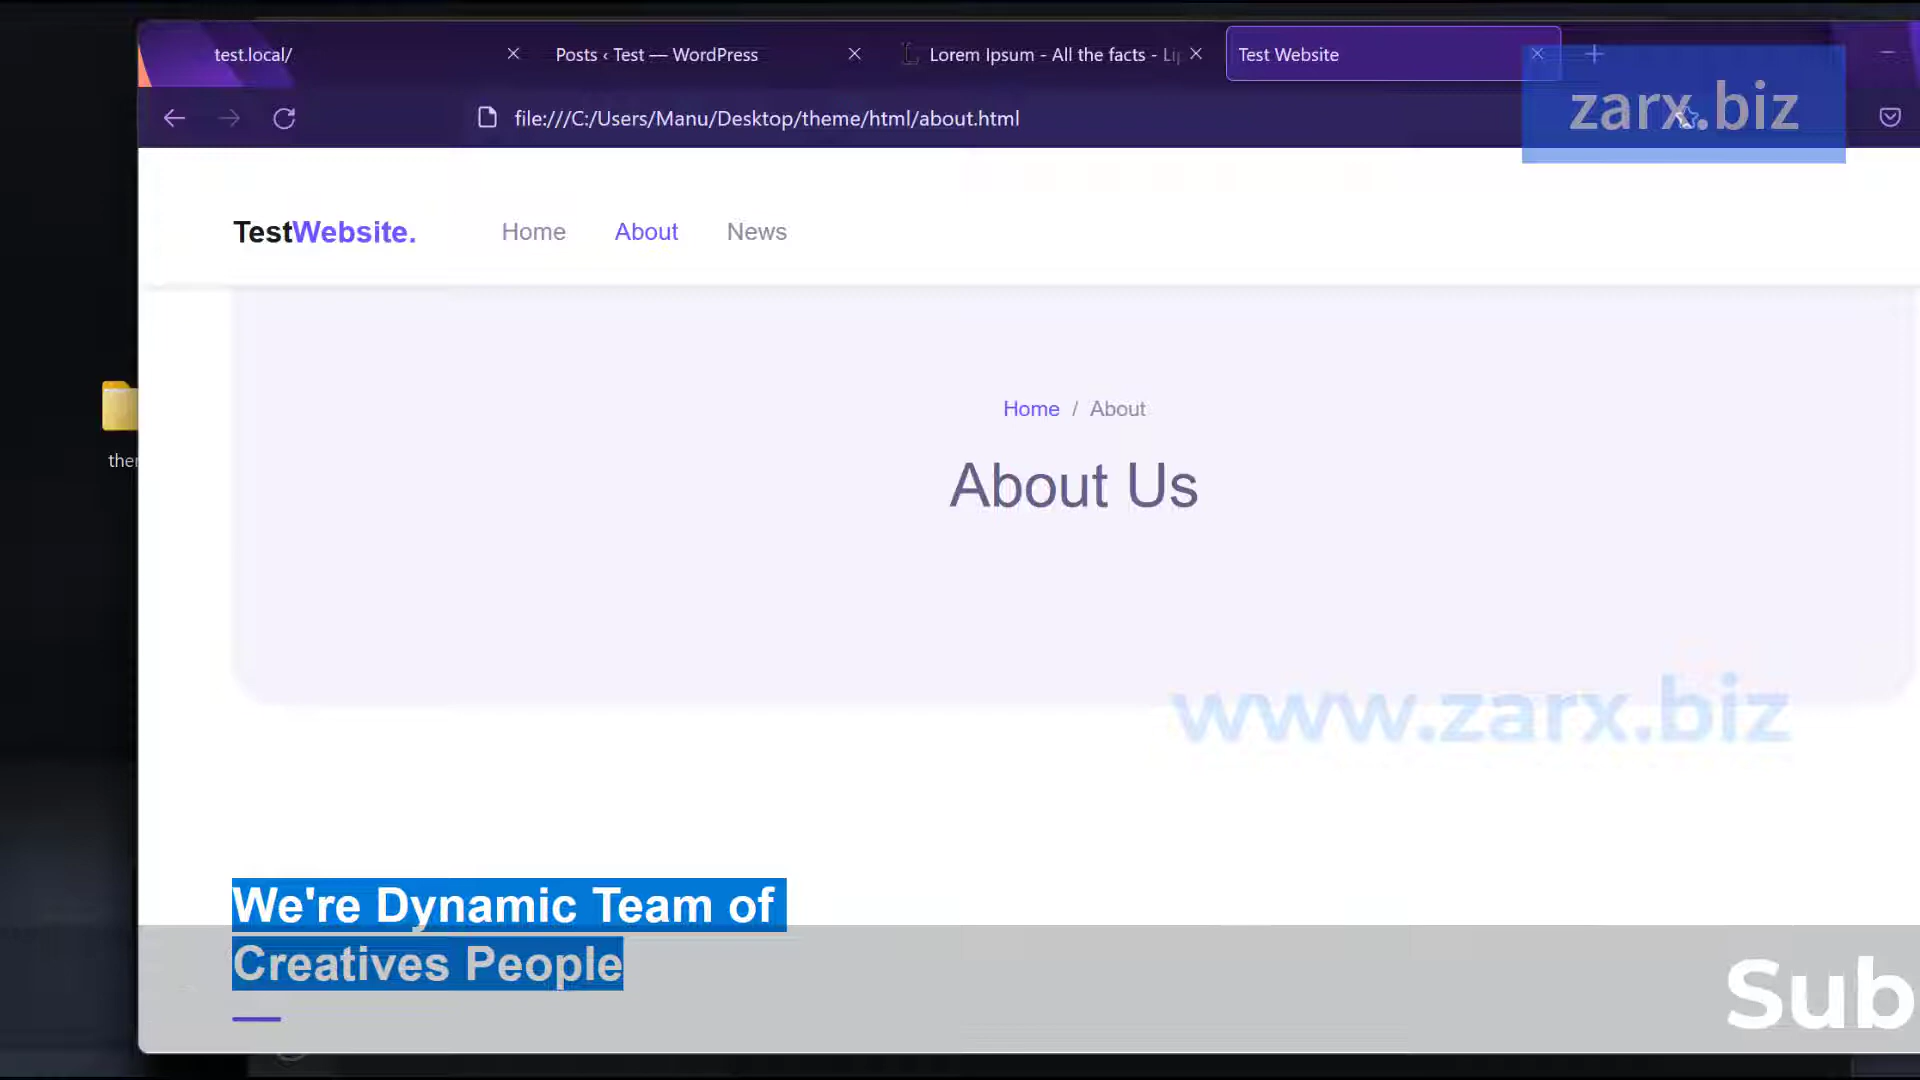 test.local/
Posts ‹ Test — WordPress
Lorem Ipsum - All the facts - Lip
Test Website
file:///C:/Users/Manu/Desktop/theme/html/about.html
zarx.biz
TestWebsite.
Home
About
News
Home / About
About Us
www.zarx.biz
We're Dynamic Team of
Creatives People
Sub